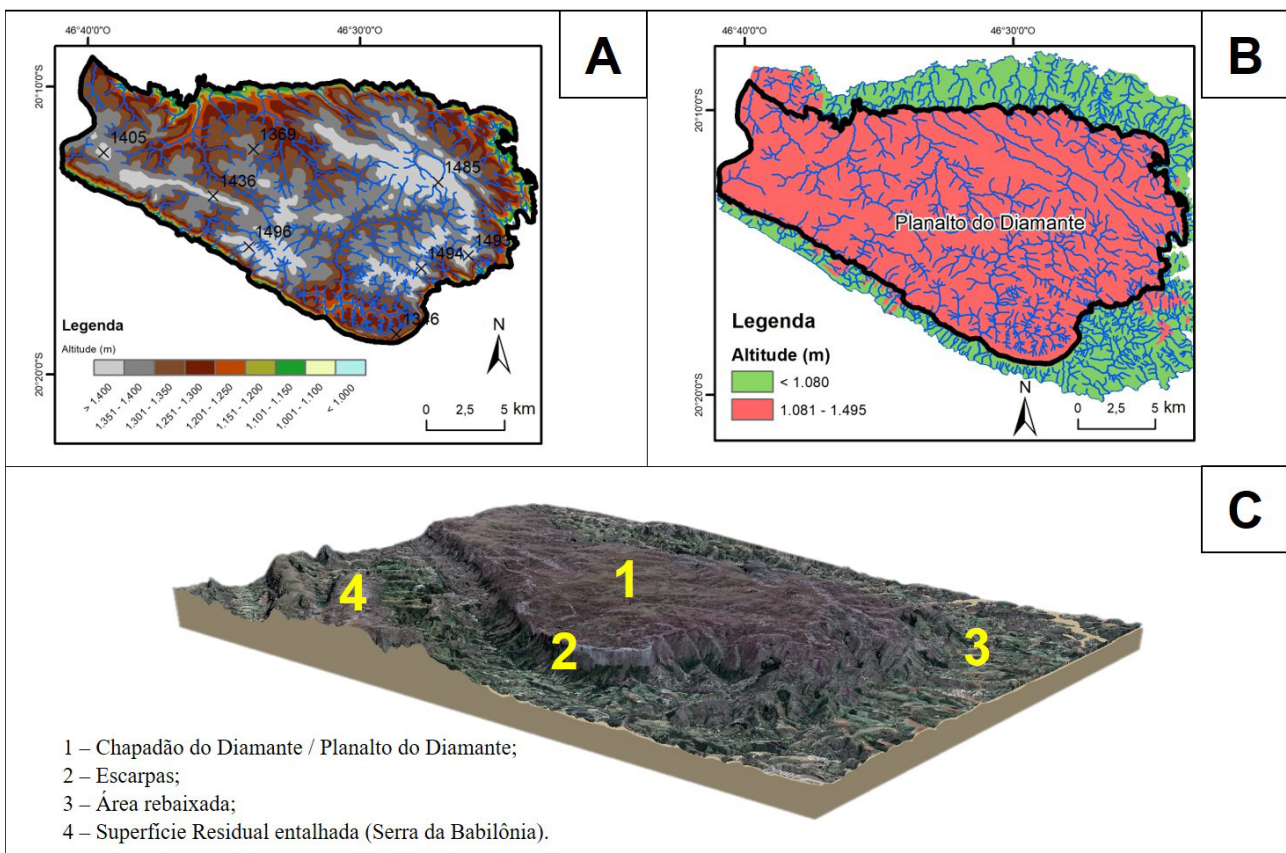 A
46°40'0"O
46°30'0"O
20°10'0"S
20°20'0"S
1405
1369
1436
1485
1496
1494
1493
1346
Legenda
Altitude (m)
> 1.400
1.351 - 1.400
1.301 - 1.350
1.251 - 1.300
1.201 - 1.250
1.151 - 1.200
1.101 - 1.150
1.001 - 1.100
< 1.000
N
0 2,5 5 km
B
46°40'0"O
46°30'0"O
20°10'0"S
20°20'0"S
Planalto do Diamante
Legenda
Altitude (m)
< 1.080
1.081 - 1.495
N
0 2,5 5 km
C
1
2
3
4
1 – Chapadão do Diamante / Planalto do Diamante;
2 – Escarpas;
3 – Área rebaixada;
4 – Superfície Residual entalhada (Serra da Babilônia).